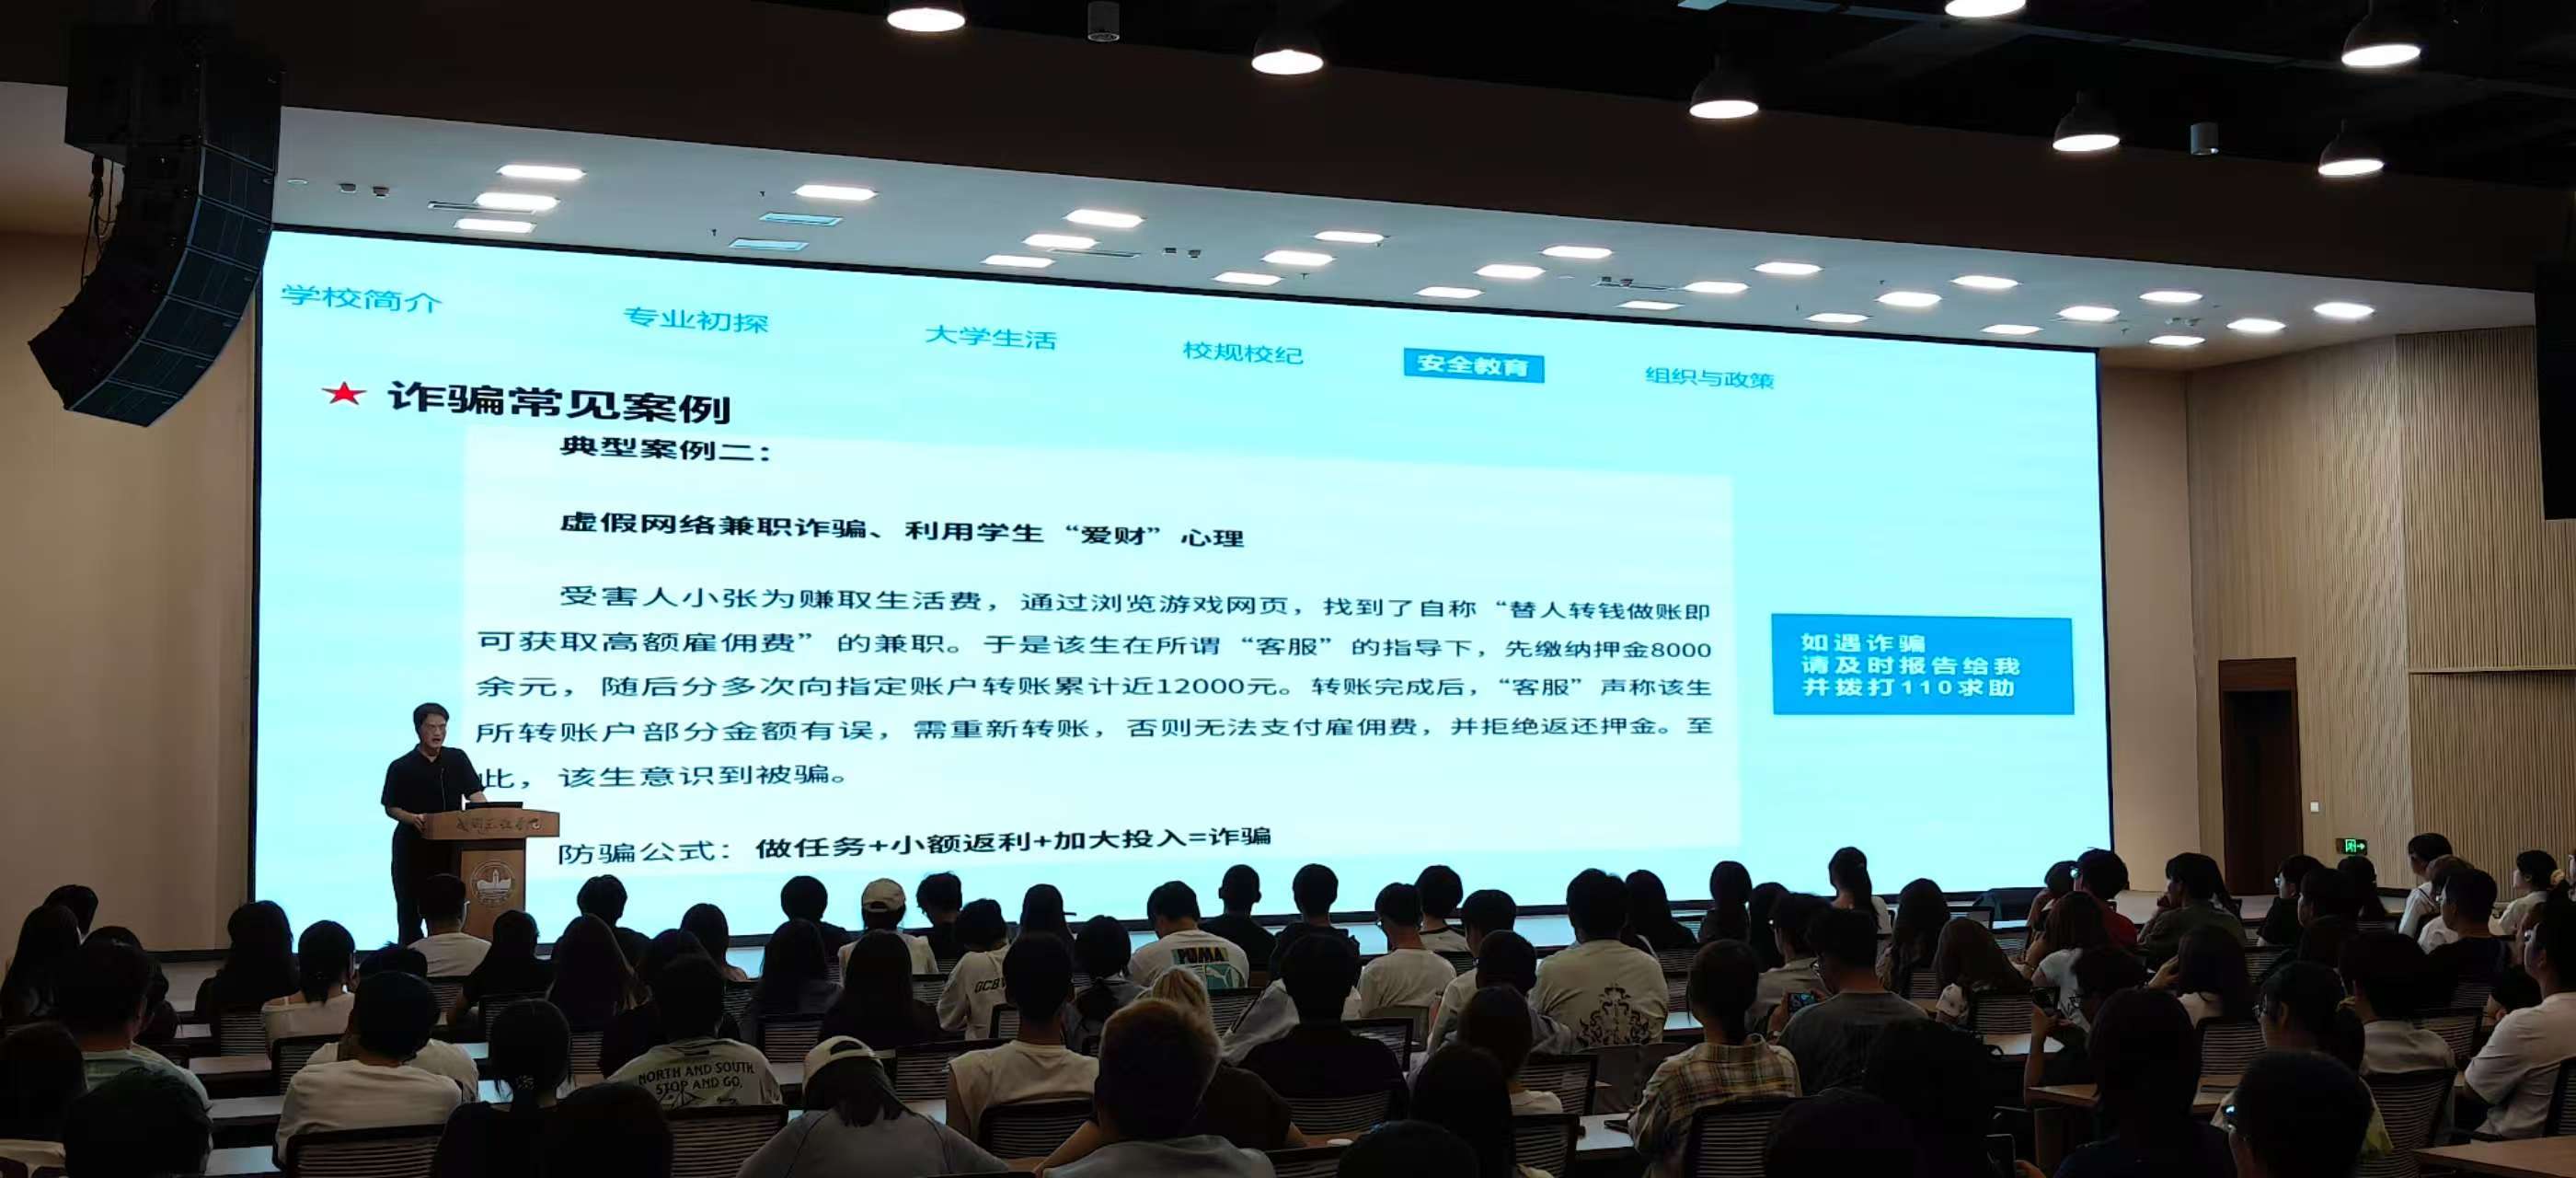 学校简介
专业初探
大学生活
校规校纪
安全教育
组织与政策
★ 诈骗常见案例
典型案例二：
虚假网络兼职诈骗、利用学生“爱财”心理
受害人小张为赚取生活费，通过浏览游戏网页，找到了自称“替人转钱做账即
可获取高额雇佣费”的兼职。于是该生在所谓“客服”的指导下，先缴纳押金8000
余元，随后分多次向指定账户转账累计近12000元。转账完成后，“客服”声称该生
所转账户部分金额有误，需重新转账，否则无法支付雇佣费，并拒绝返还押金。至
此，该生意识到被骗。
防骗公式：做任务+小额返利+加大投入=诈骗
如遇诈骗
请及时报告给我
并拨打110求助
PUMA
NORTH AND SOUTH
STOP AND GO,